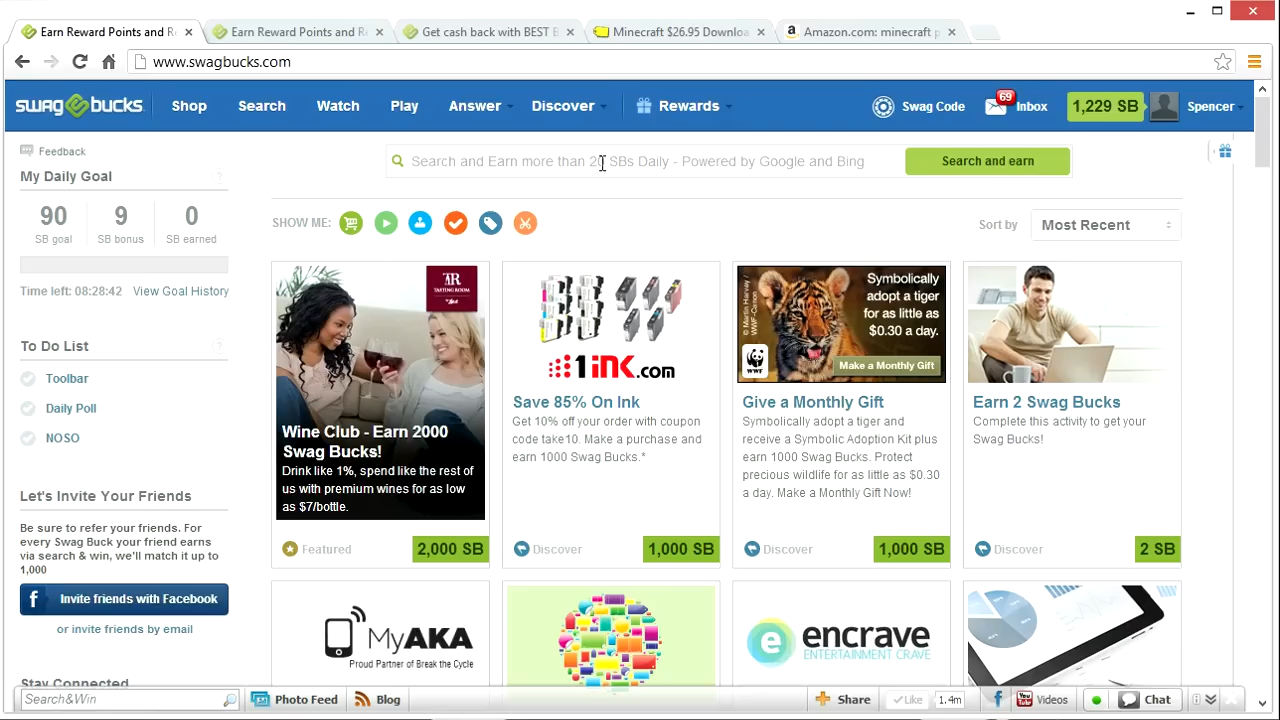 Earn Reward Points and R
Earn Reward Points and R
Get cash back with BEST B
Minecraft $26.95 Downloa
Amazon.com: minecraft p
www.swagbucks.com
swagbucks
Shop
Search
Watch
Play
Answer
Discover
Rewards
Swag Code
69
Inbox
1,229 SB
Spencer
Feedback
Search and Earn more than 20 SBs Daily - Powered by Google and Bing
Search and earn
My Daily Goal
?
90
9
0
SB goal
SB bonus
SB earned
Time left: 08:28:42
View Goal History
To Do List
?
Toolbar
Daily Poll
NOSO
Let's Invite Your Friends
Be sure to refer your friends. For
every Swag Buck your friend earns
via search & win, we'll match it up to
1,000
f
Invite friends with Facebook
or invite friends by email
Stay Connected
SHOW ME:
Sort by
Most Recent
TR
TASTING ROOM
Wine Club - Earn 2000
Swag Bucks!
Drink like 1%, spend like the rest of
us with premium wines for as low
as $7/bottle.
Featured
2,000 SB
1ink.com
Save 85% On Ink
Get 10% off your order with coupon
code take10. Make a purchase and
earn 1000 Swag Bucks.*
Discover
1,000 SB
© Martin Harvey /
WWF-Canon
Symbolically
adopt a tiger
for as little as
$0.30 a day.
WWF
Make a Monthly Gift
Give a Monthly Gift
Symbolically adopt a tiger and
receive a Symbolic Adoption Kit plus
earn 1000 Swag Bucks. Protect
precious wildlife for as little as $0.30
a day. Make a Monthly Gift Now!
Discover
1,000 SB
Earn 2 Swag Bucks
Complete this activity to get your
Swag Bucks!
Discover
2 SB
MyAKA
Proud Partner of Break the Cycle
e
encrave
ENTERTAINMENT CRAVE
Search&Win
Photo Feed
Blog
Share
Like
1.4m
f
You Tube
Videos
Chat